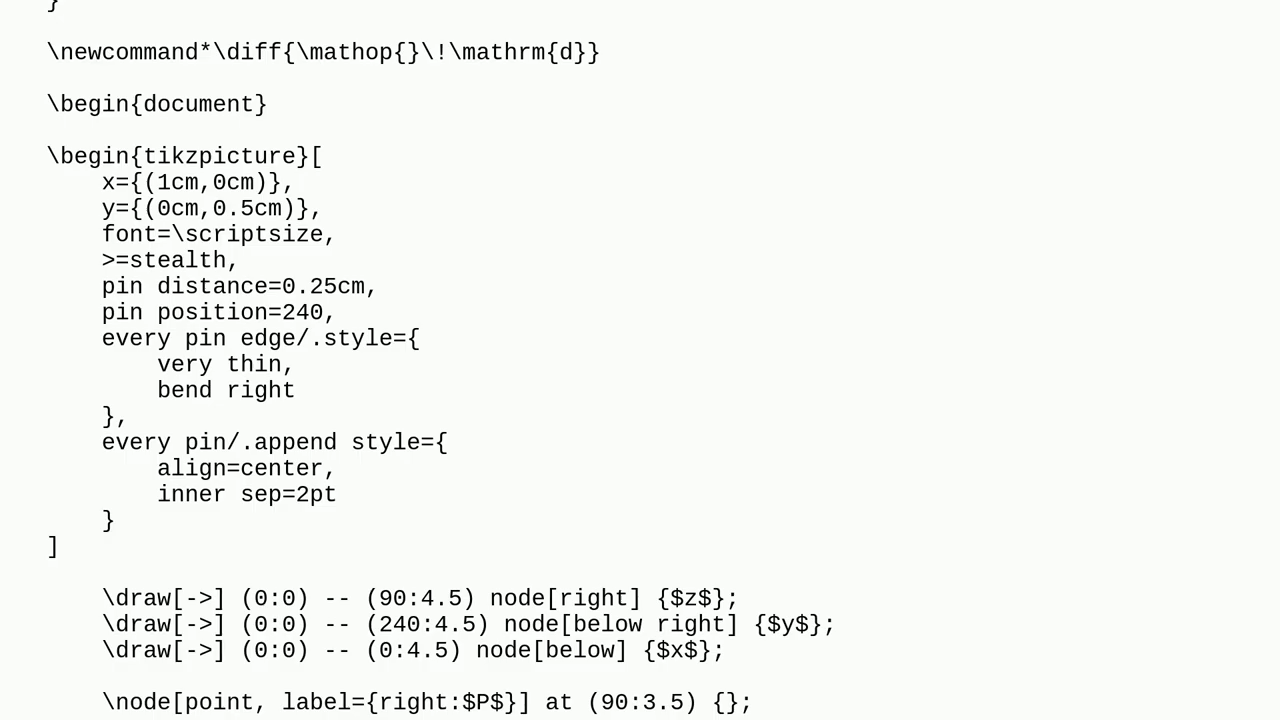 }
\newcommand*\diff{\mathop{}\!\mathrm{d}}
\begin{document}
\begin{tikzpicture}[
    x={(1cm,0cm)},
    y={(0cm,0.5cm)},
    font=\scriptsize,
    >=stealth,
    pin distance=0.25cm,
    pin position=240,
    every pin edge/.style={
        very thin,
        bend right
    },
    every pin/.append style={
        align=center,
        inner sep=2pt
    }
]
    \draw[->] (0:0) -- (90:4.5) node[right] {$z$};
    \draw[->] (0:0) -- (240:4.5) node[below right] {$y$};
    \draw[->] (0:0) -- (0:4.5) node[below] {$x$};
    \node[point, label={right:$P$}] at (90:3.5) {};